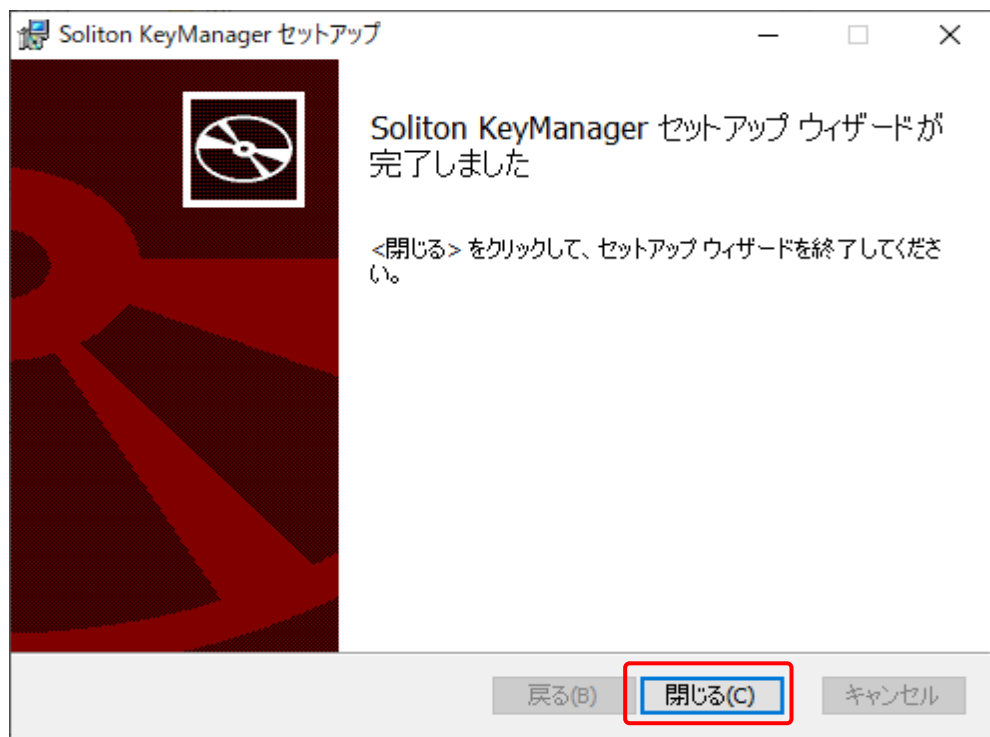 Soliton KeyManager セットアップ
Soliton KeyManager セットアップ ウィザードが
完了しました
<閉じる> をクリックして、セットアップ ウィザードを終了してくださ
い。
戻る(B)
閉じる(C)
キャンセル